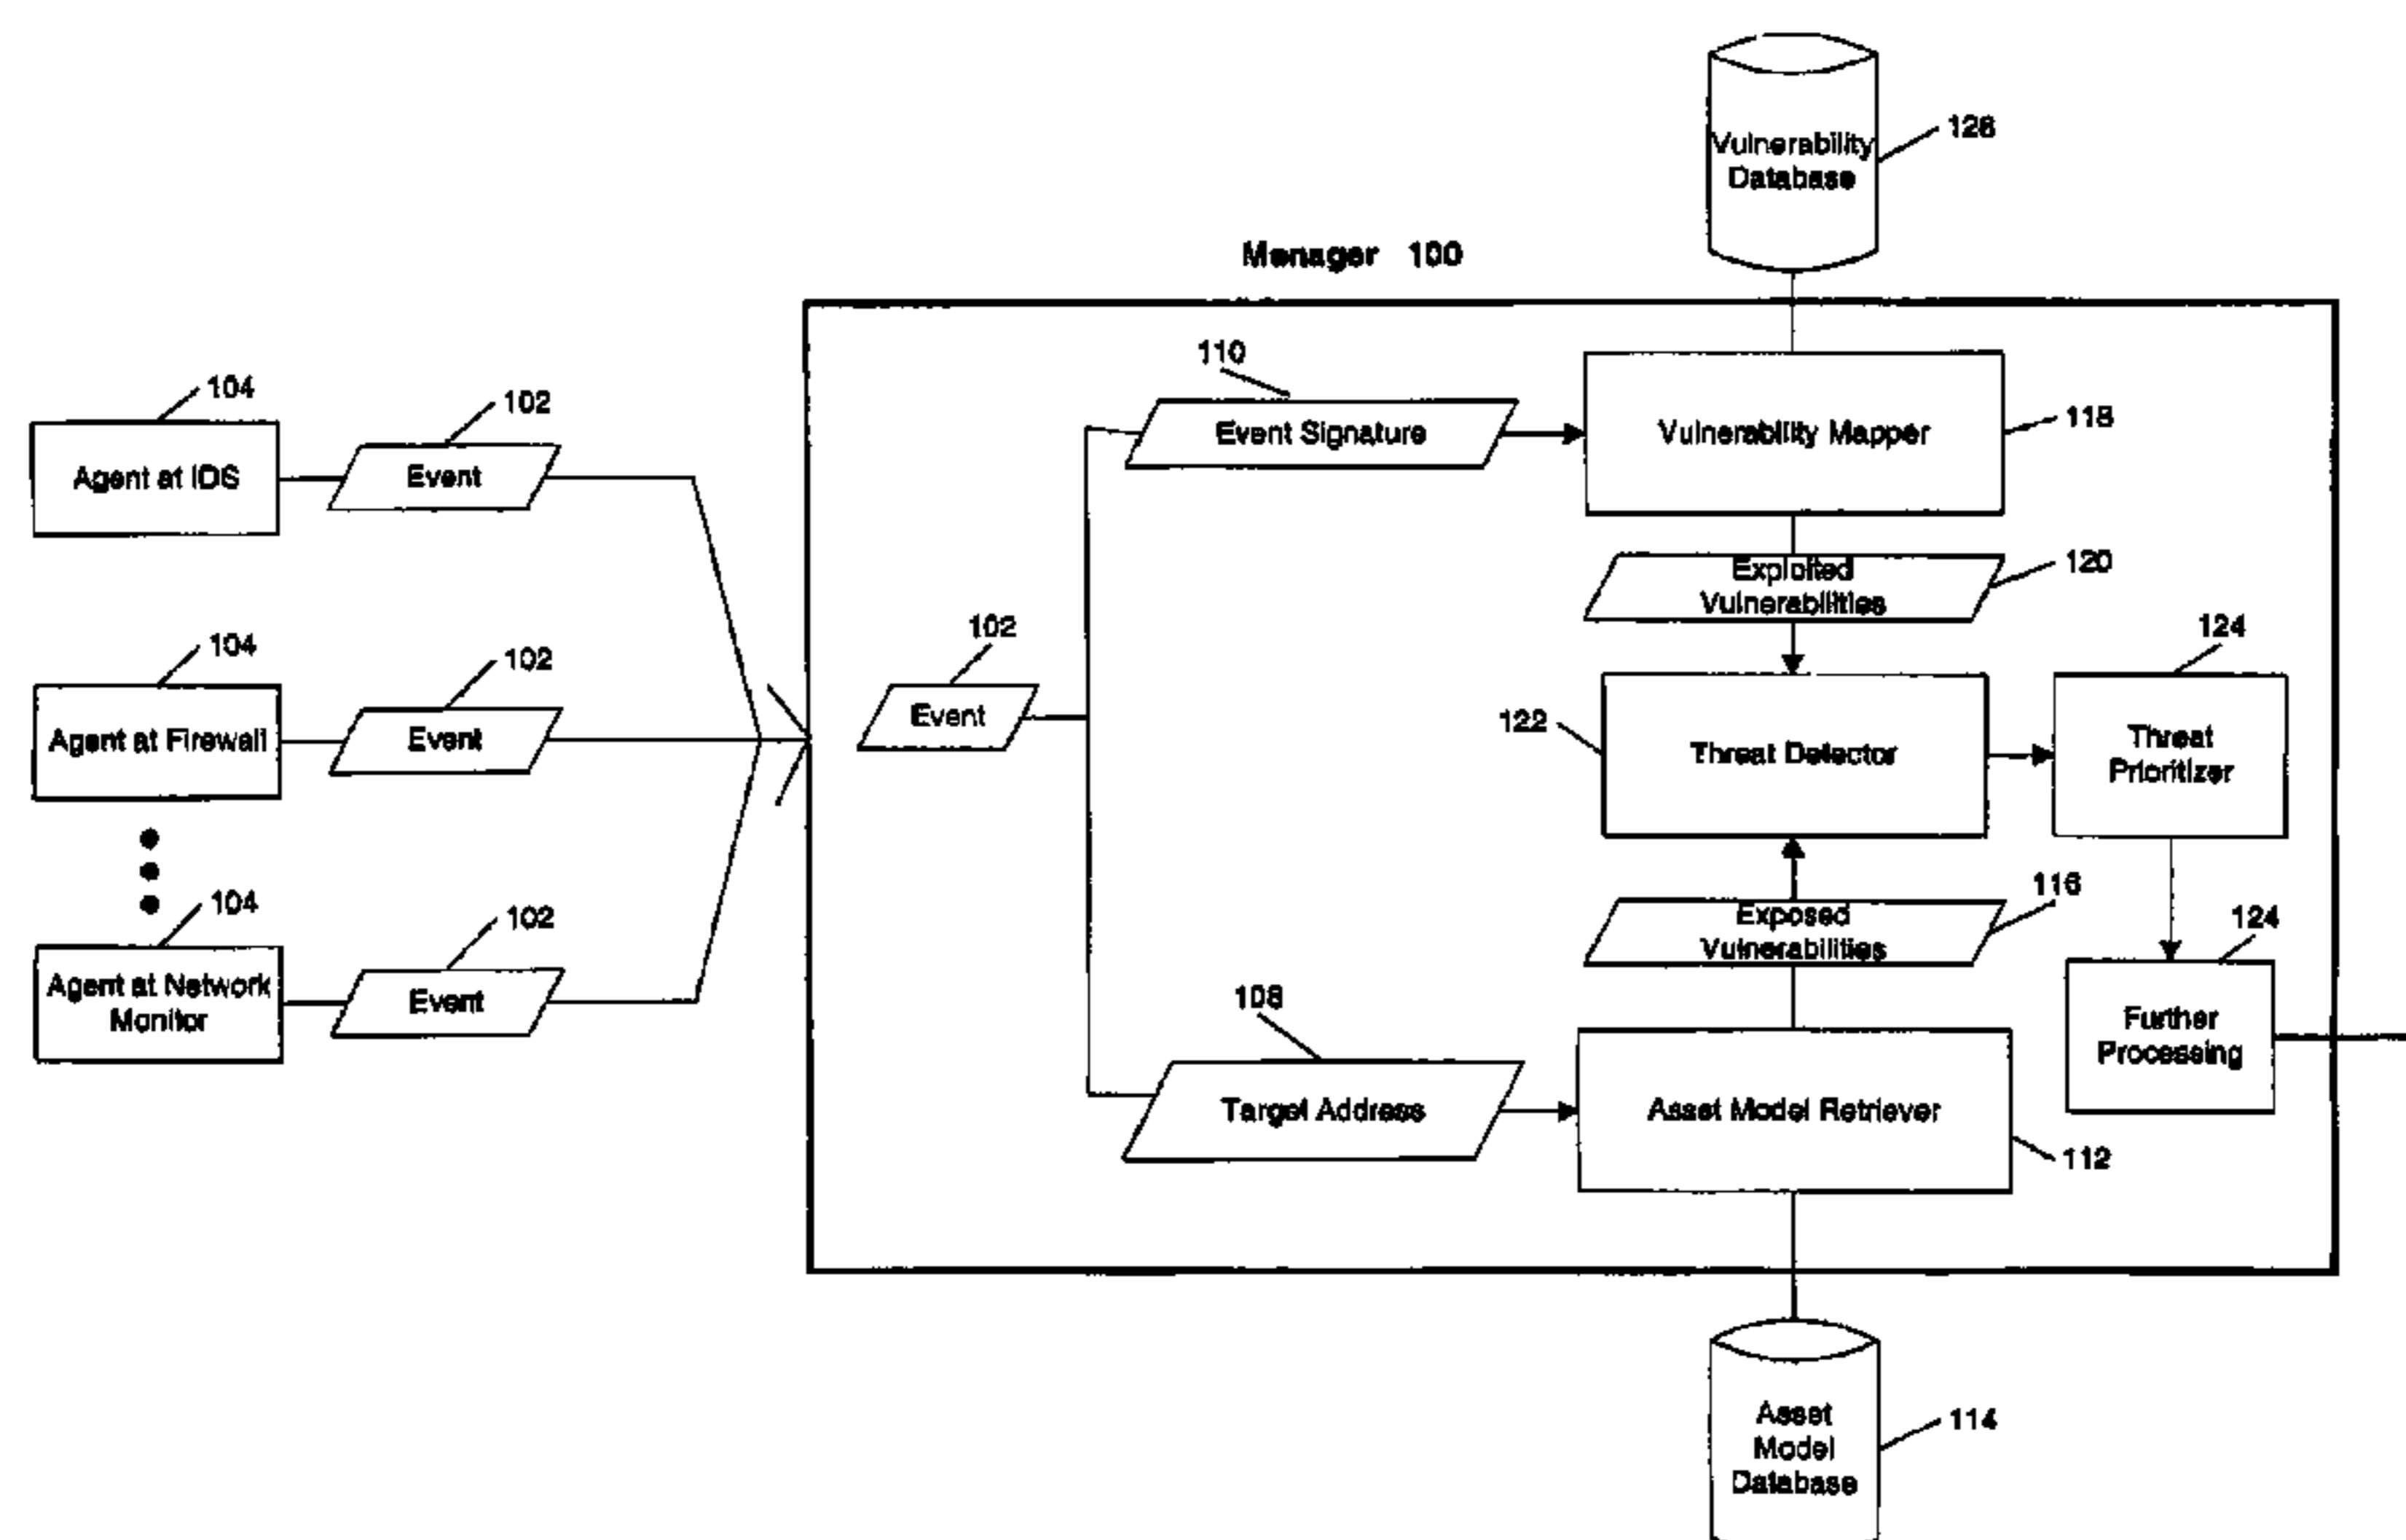 Vulnerability
Database
126
Manager 100
110
Event Signature
Vulnerability Mapper
118
104
102
Agent at IDS
Event
Exploited
Vulnerabilities
120
104
102
Agent at Firewall
Event
102
Event
122
Threat Detector
124
Threat
Prioritizer
104
102
Agent at Network
Monitor
Event
116
Exposed
Vulnerabilities
124
Further
Processing
108
Target Address
Asset Model Retriever
112
Asset
Model
Database
114